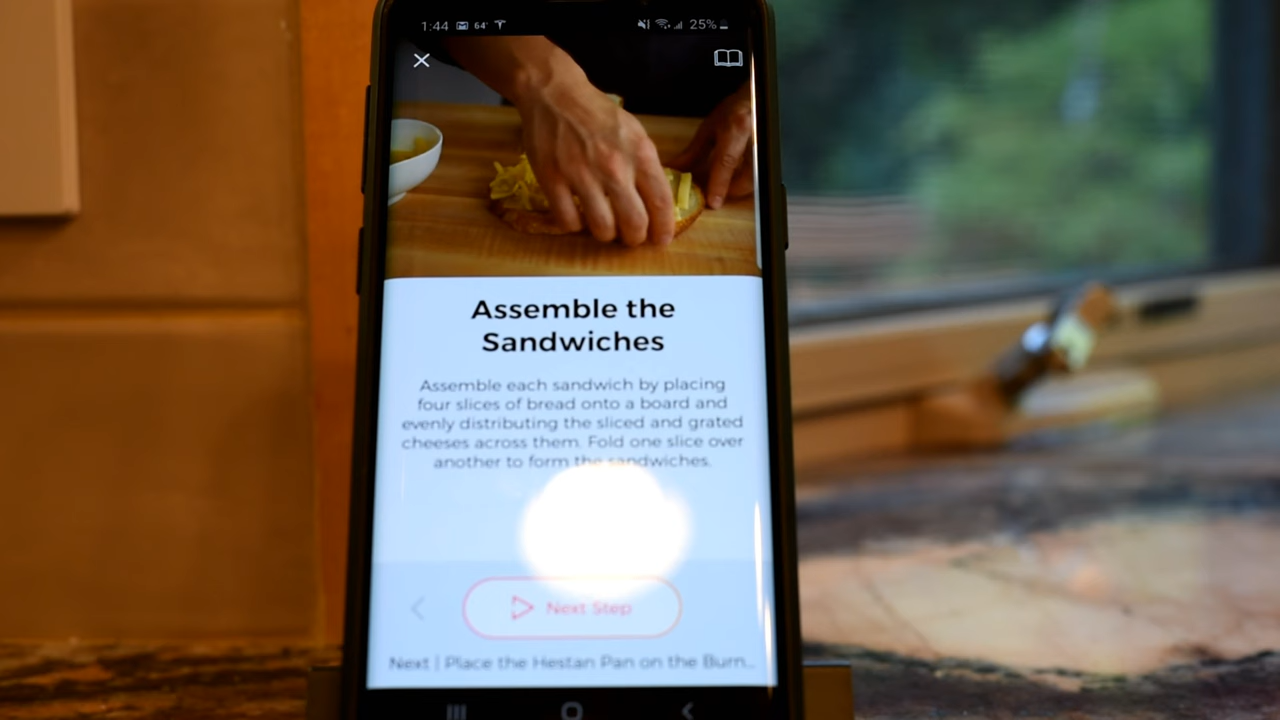 1:44 64° 25%
Assemble the
Sandwiches
Assemble each sandwich by placing
four slices of bread onto a board and
evenly distributing the sliced and grated
cheeses across them. Fold one slice over
another to form the sandwiches.
Next Step
Next | Place the Hestan Pan on the Burn...